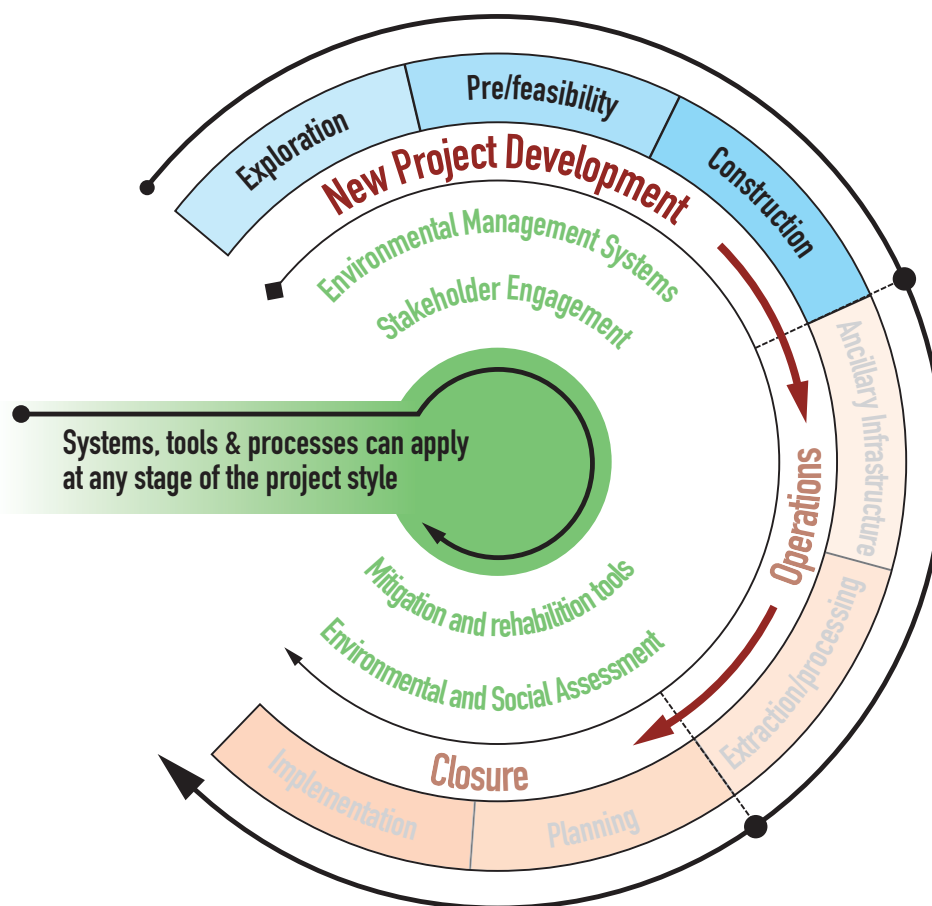 Exploration
Pre/feasibility
Construction
New Project Development
Environmental Management Systems
Stakeholder Engagement
Systems, tools & processes can apply
at any stage of the project style
Ancillary Infrastructure
Operations
Extraction/processing
Mitigation and rehabilition tools
Environmental and Social Assessment
Closure
Planning
Implementation